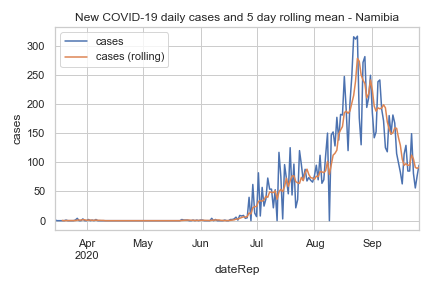 New COVID-19 daily cases and 5 day rolling mean - Namibia
cases
cases (rolling)
300
250
200
150
100
50
0
cases
Apr
2020
May
Jun
Jul
Aug
Sep
dateRep